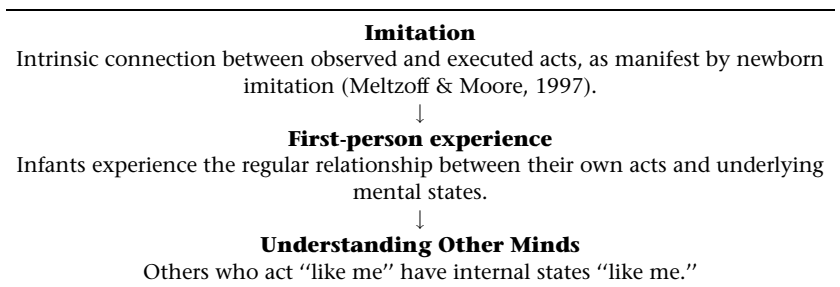 Imitation
Intrinsic connection between observed and executed acts, as manifest by newborn
imitation (Meltzoff & Moore, 1997).
↓
First-person experience
Infants experience the regular relationship between their own acts and underlying
mental states.
↓
Understanding Other Minds
Others who act ‘‘like me’’ have internal states ‘‘like me.’’